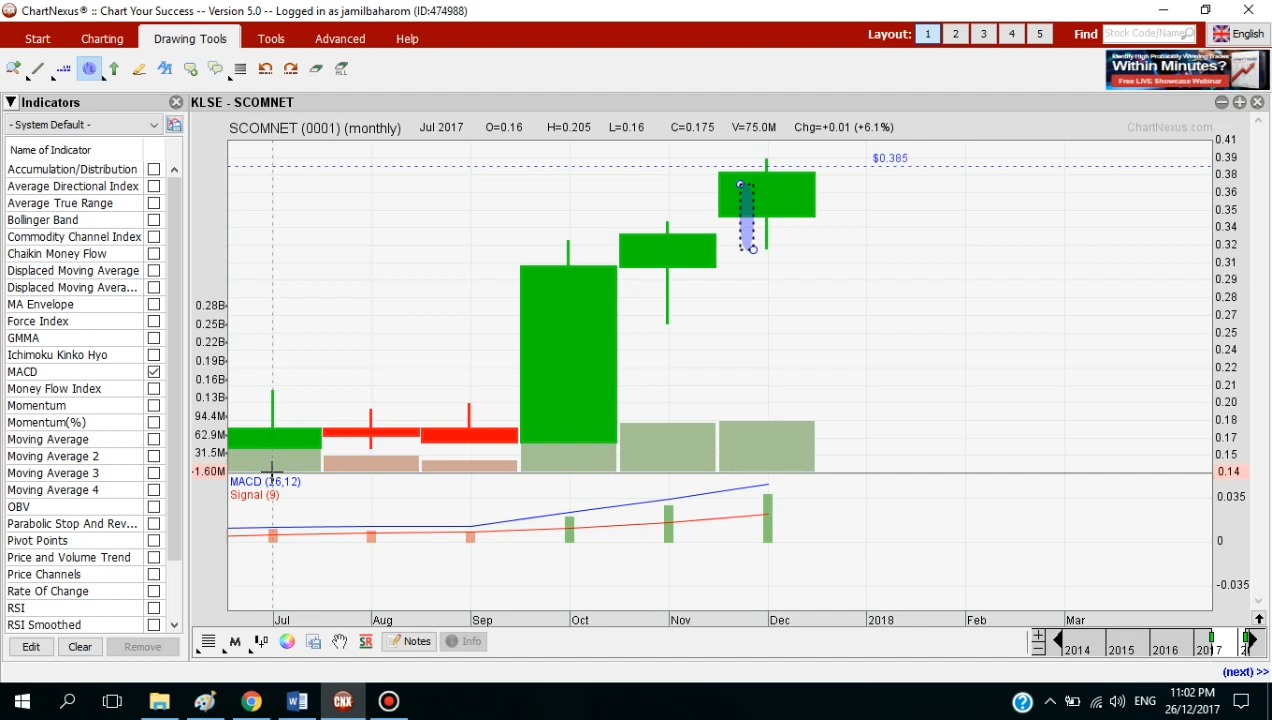 ChartNexus® :: Chart Your Success -- Version 5.0 -- Logged in as jamilbaharom (ID:474988)
Start Charting Drawing Tools Tools Advanced Help Layout: 1 2 3 4 5 Find Stock Code/Name English
ALL
Identify High Probability Winning Trades
Within Minutes?
Free LIVE Showcase Webinar
Indicators
KLSE - SCOMNET
- System Default -
SCOMNET (0001) (monthly) Jul 2017 O=0.16 H=0.205 L=0.16 C=0.175 V=75.0M Chg=+0.01 (+6.1%) ChartNexus.com
Name of Indicator
Accumulation/Distribution
Average Directional Index
Average True Range
Bollinger Band
Commodity Channel Index
Chaikin Money Flow
Displaced Moving Average
Displaced Moving Avera...
MA Envelope
Force Index
GMMA
Ichimoku Kinko Hyo
MACD
Money Flow Index
Momentum
Momentum(%)
Moving Average
Moving Average 2
Moving Average 3
Moving Average 4
OBV
Parabolic Stop And Rev...
Pivot Points
Price and Volume Trend
Price Channels
Rate Of Change
RSI
RSI Smoothed
Edit Clear Remove
$0.385
0.28B
0.25B
0.22B
0.19B
0.16B
0.13B
94.4M
62.9M
31.5M
-1.60M
0.41
0.39
0.38
0.36
0.35
0.34
0.32
0.31
0.29
0.28
0.27
0.25
0.24
0.22
0.21
0.20
0.18
0.17
0.15
0.14
MACD (26,12)
Signal (9)
0.035
0
-0.035
Jul Aug Sep Oct Nov Dec 2018 Feb Mar
M SR Notes Info
2014 2015 2016 2017
(next) >>
W CNX ENG
11:02 PM
26/12/2017